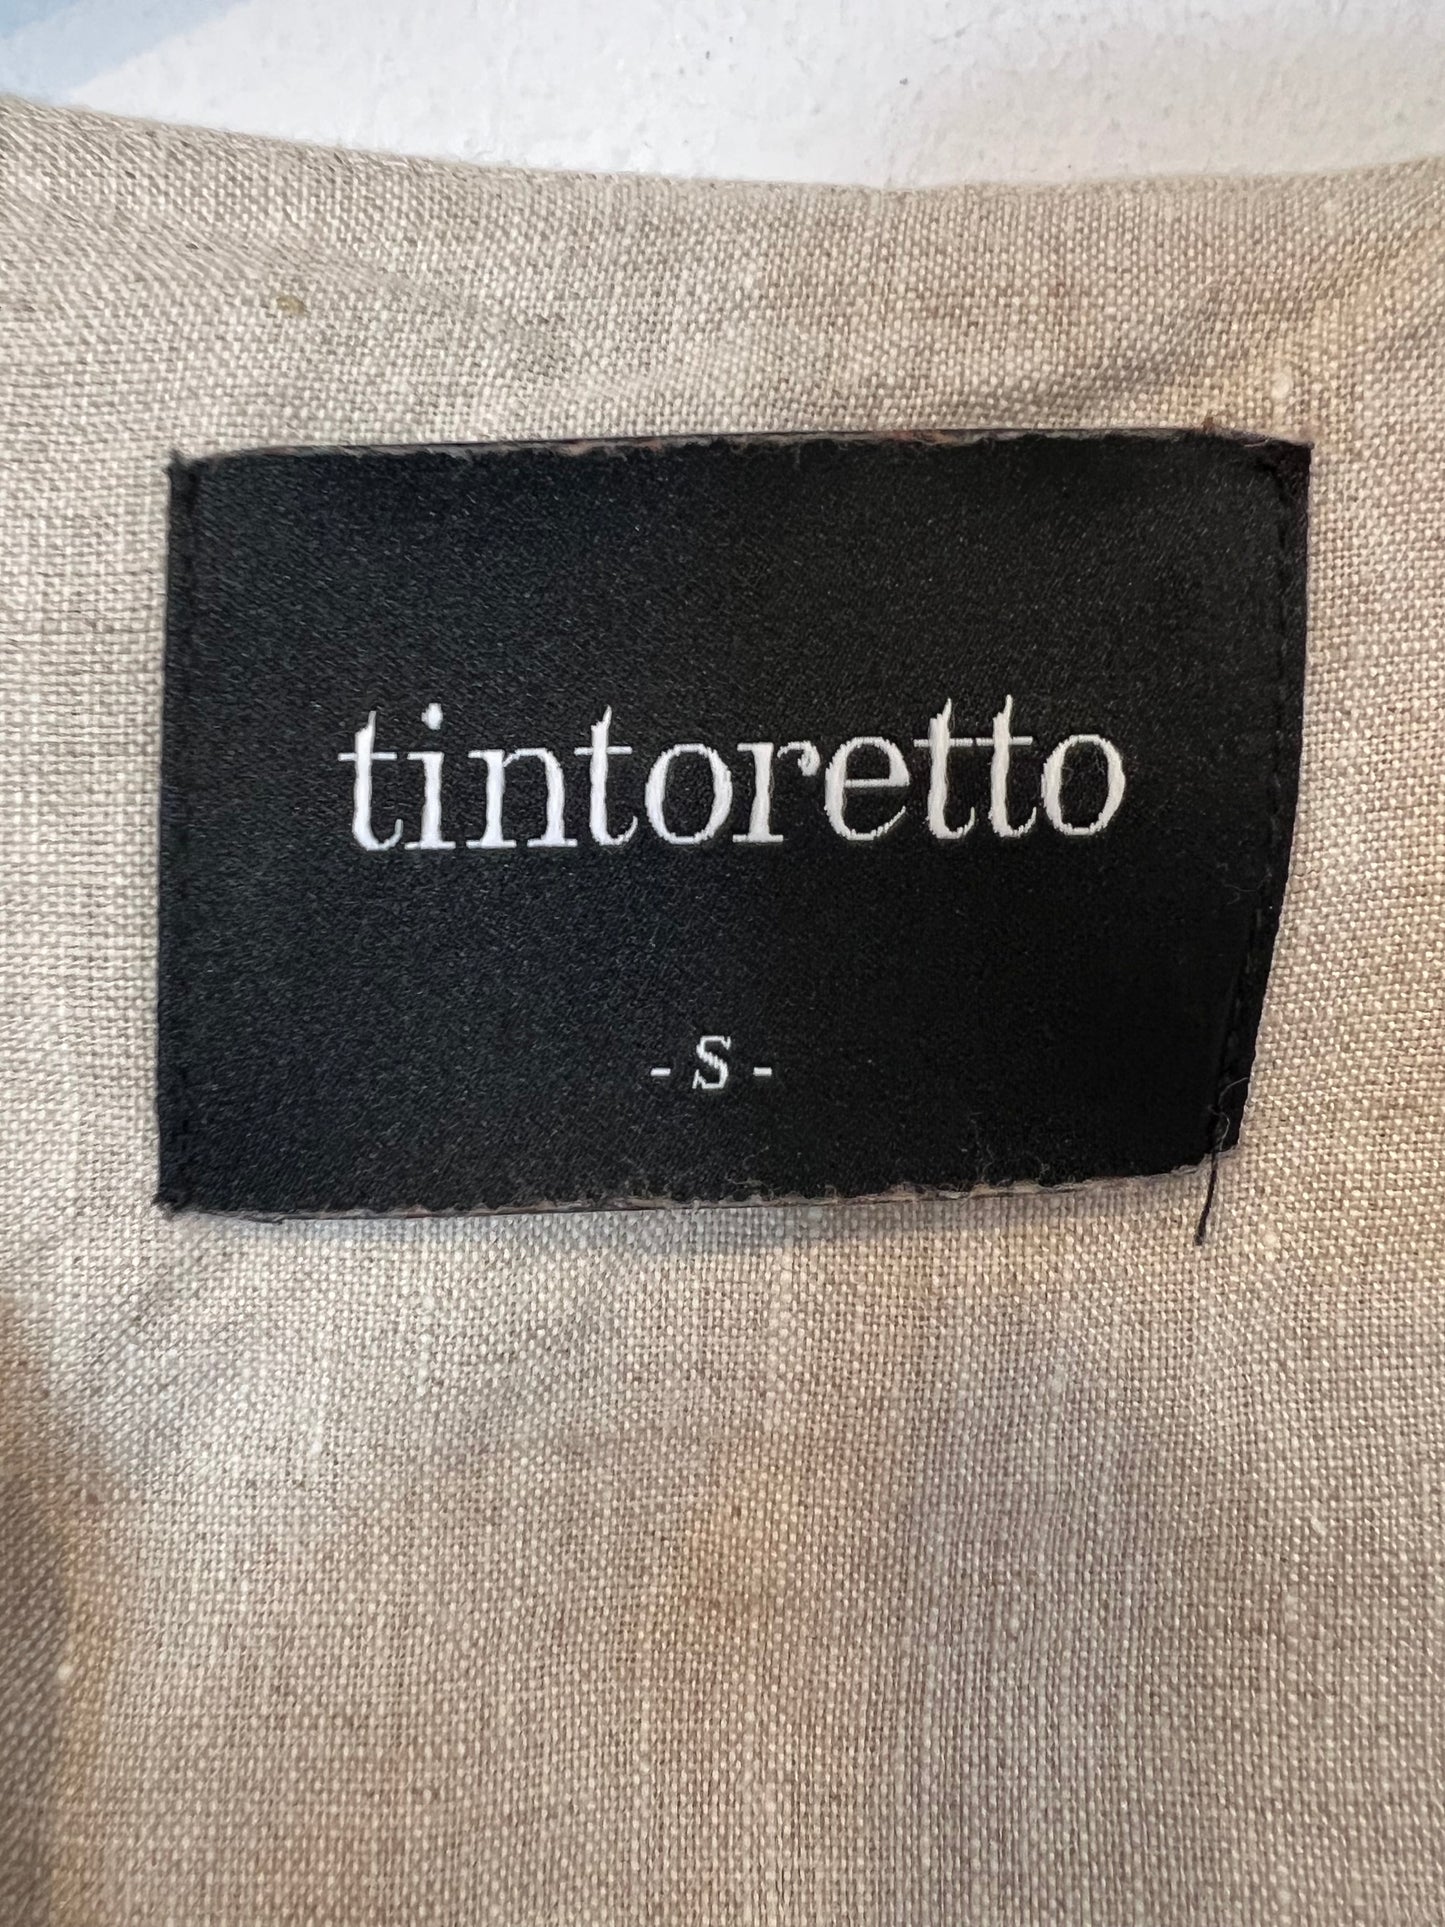 tintoretto
- S -